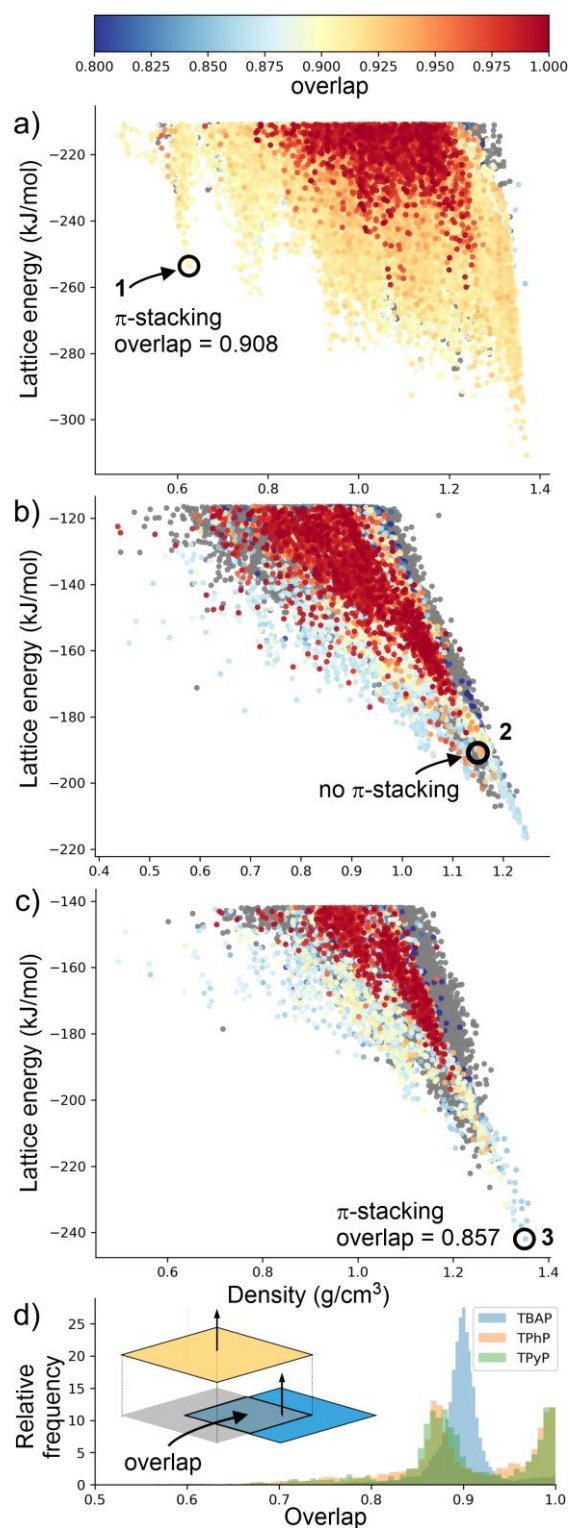 0.800 0.825 0.850 0.875 0.900 0.925 0.950 0.975 1.000
overlap
a)
Lattice energy (kJ/mol)
−220
−240
−260
−280
−300
1
π-stacking
overlap = 0.908
0.6 0.8 1.0 1.2 1.4
b)
Lattice energy (kJ/mol)
−120
−140
−160
−180
−200
−220
2
no π-stacking
0.4 0.5 0.6 0.7 0.8 0.9 1.0 1.1 1.2
c)
Lattice energy (kJ/mol)
−140
−160
−180
−200
−220
−240
π-stacking
overlap = 0.857
3
0.6 0.8 1.0 1.2 1.4
Density (g/cm³)
d)
Relative
frequency
25
20
15
10
5
0
overlap
TBAP
TPhP
TPyP
0.5 0.6 0.7 0.8 0.9 1.0
Overlap